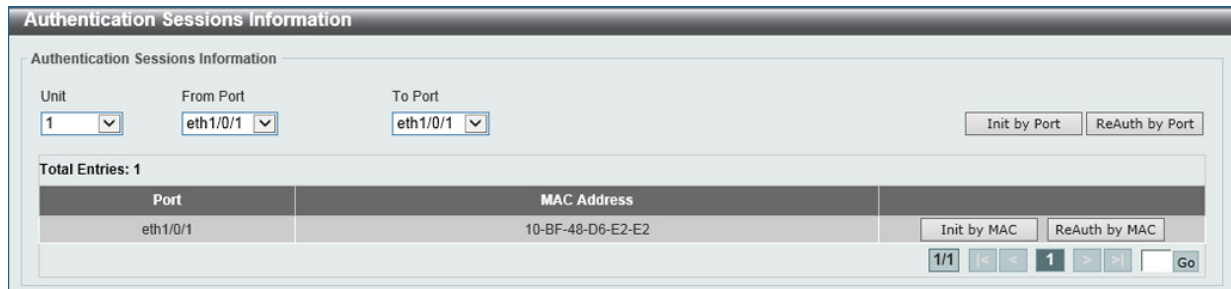 Authentication Sessions Information
Authentication Sessions Information
Unit From Port To Port
1 eth1/0/1 eth1/0/1 Init by Port ReAuth by Port
Total Entries: 1
Port MAC Address
eth1/0/1 10-BF-48-D6-E2-E2 Init by MAC ReAuth by MAC
1/1 |< < 1 > >| Go